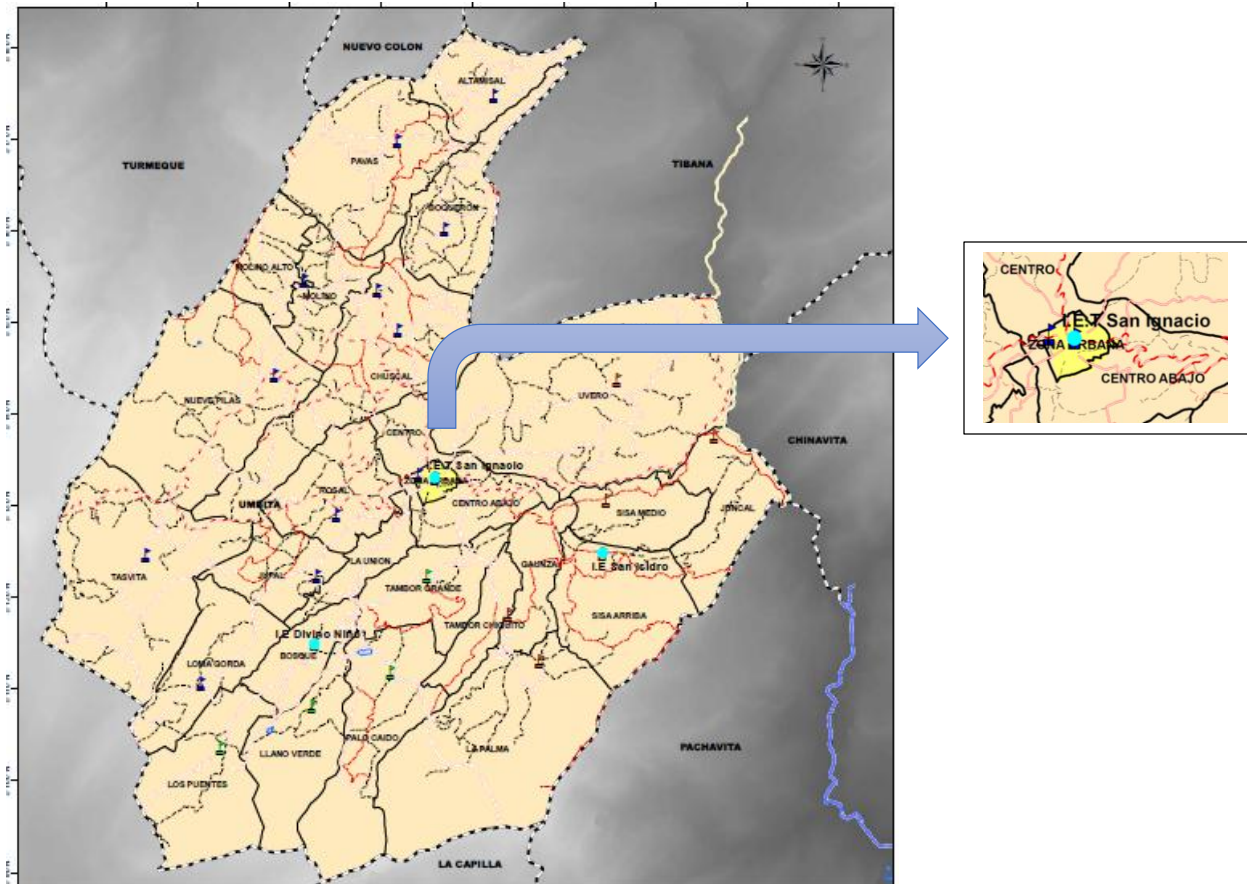 NUEVO COLON
ALTAMISAL
TURMEQUE
PAVAS
TIBANA
BOQUERON
MOLINO ALTO
MOLINO
CHUSCAL
NUEVE PILAS
UVERO
CENTRO
CHINAVITA
I.E.T San Ignacio
ZONA URBANA
ROSAL
UMBITA
CENTRO ABAJO
SISA MEDIO
JUNCAL
TASVITA
LA UNION
GAUNZA
I.E San Isidro
JUPAL
TAMBOR GRANDE
SISA ARRIBA
TAMBOR CHIQUITO
I.E Divino Niño
BOSQUE
LOMA GORDA
PALO CAIDO
LLANO VERDE
LA PALMA
PACHAVITA
LOS PUENTES
LA CAPILLA
CENTRO
I.E.T San Ignacio
ZONA URBANA
CENTRO ABAJO